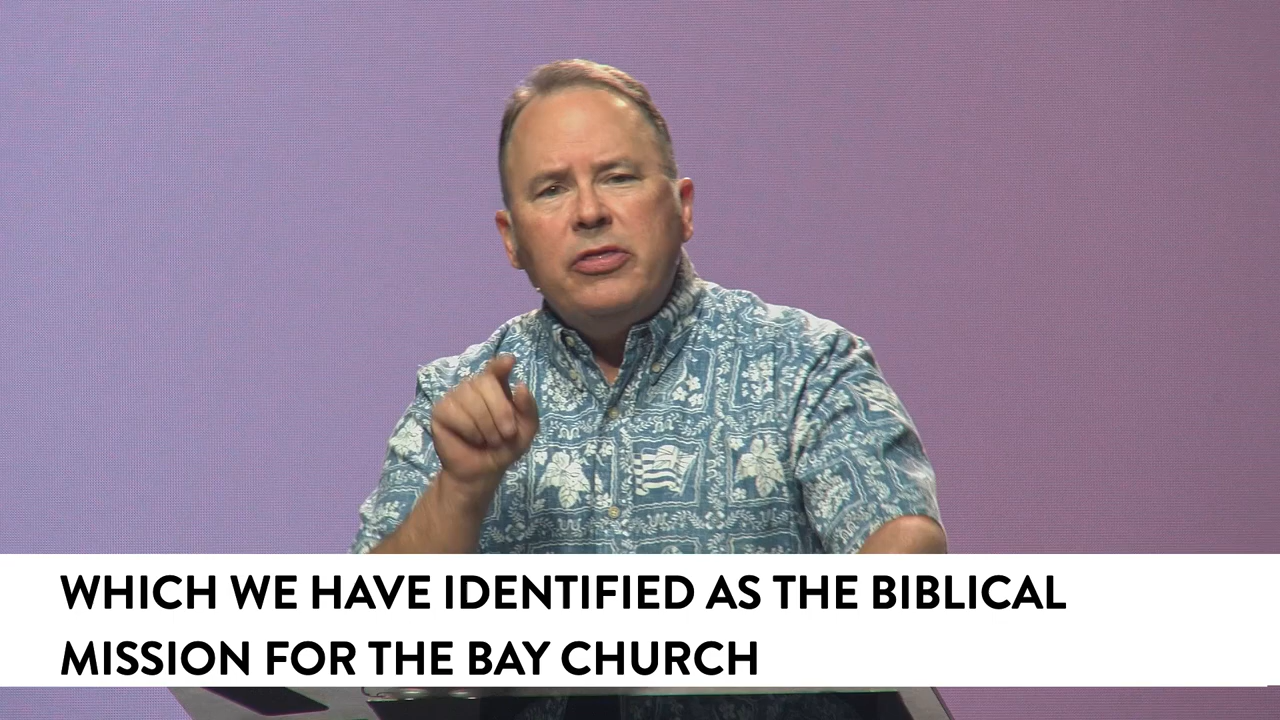 WHICH WE HAVE IDENTIFIED AS THE BIBLICAL
MISSION FOR THE BAY CHURCH